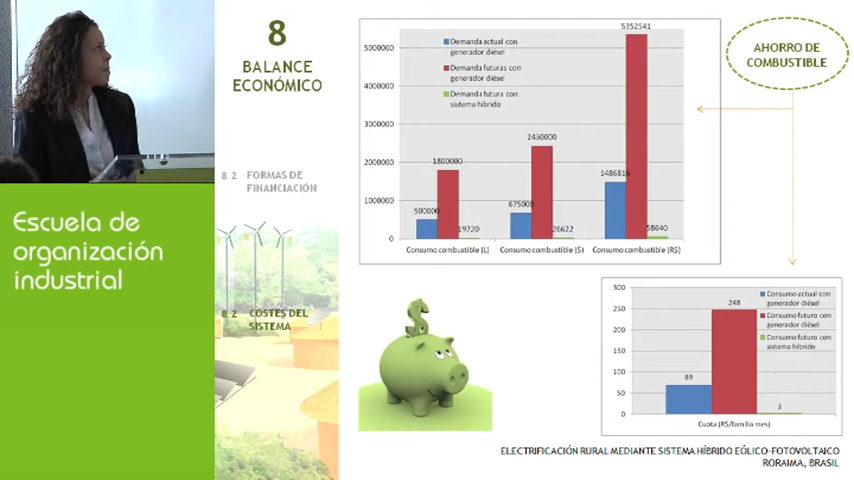 Escuela de
organización
industrial
8
BALANCE
ECONÓMICO
8.2 FORMAS DE
FINANCIACIÓN
8.2 COSTES DEL
SISTEMA
5000000
4000000
3000000
2000000
1000000
0
Demanda actual con
generador diésel
Demanda futuras con
generador diésel
Demanda futura con
sistema híbrido
500000
1800000
19720
675000
2430000
26622
1486816
5352541
58640
Consumo combustible (L)
Consumo combustible ($)
Consumo combustible (R$)
AHORRO DE
COMBUSTIBLE
300
250
200
150
100
50
0
Consumo actual con
generador diésel
Consumo futuro con
generador diésel
Consumo futuro con
sistema híbrido
69
248
3
Cuota (R$/familia mes)
ELECTRIFICACIÓN RURAL MEDIANTE SISTEMA HÍBRIDO EÓLICO-FOTOVOLTAICO
RORAIMA, BRASIL